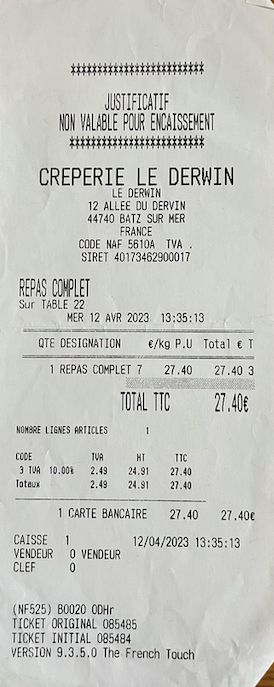 ***********************
JUSTIFICATIF
NON VALABLE POUR ENCAISSEMENT
***********************
CREPERIE LE DERWIN
LE DERWIN
12 ALLEE DU DERVIN
44740 BATZ SUR MER
FRANCE
CODE NAF 5610A TVA .
SIRET 40173462900017
REPAS COMPLET
Sur TABLE 22
MER 12 AVR 2023 13:35:13
QTE DESIGNATION €/kg P.U Total € T
1 REPAS COMPLET 7 27.40 27.40 3
TOTAL TTC 27.40€
NOMBRE LIGNES ARTICLES 1
CODE TVA HT TTC
3 TVA 10.00% 2.49 24.91 27.40
Totaux 2.49 24.91 27.40
1 CARTE BANCAIRE 27.40 27.40€
CAISSE 1 12/04/2023 13:35:13
VENDEUR 0 VENDEUR
CLEF 0
(NF525) B0020 ODHr
TICKET ORIGINAL 085485
TICKET INITIAL 085484
VERSION 9.3.5.0 The French Touch